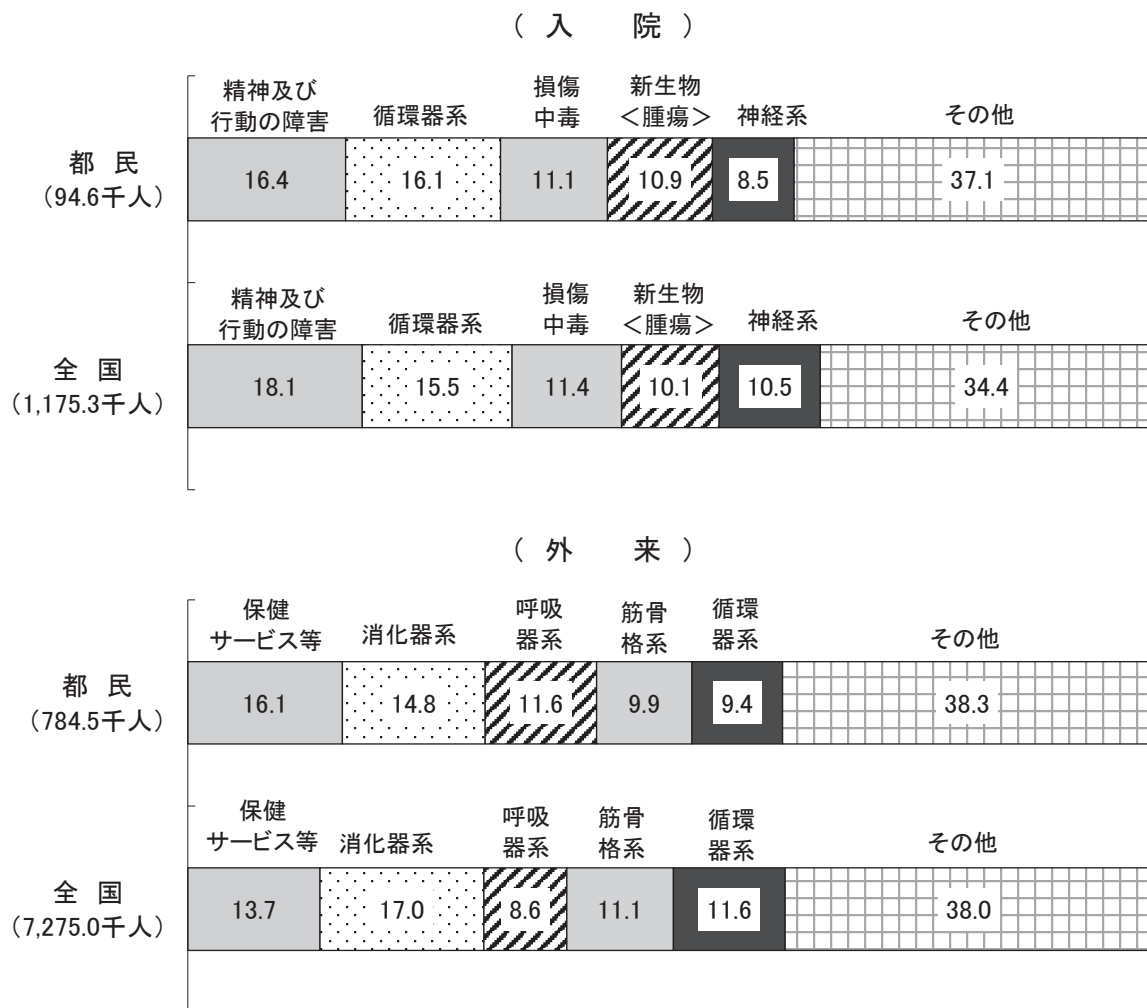 （ 入 院 ）
精神及び
行動の障害
循環器系
損傷
中毒
新生物
＜腫瘍＞
神経系
その他
都 民
（94.6千人）
16.4
16.1
11.1
10.9
8.5
37.1
精神及び
行動の障害
循環器系
損傷
中毒
新生物
＜腫瘍＞
神経系
その他
全 国
（1,175.3千人）
18.1
15.5
11.4
10.1
10.5
34.4
（ 外 来 ）
保健
サービス等
消化器系
呼吸
器系
筋骨
格系
循環
器系
その他
都 民
（784.5千人）
16.1
14.8
11.6
9.9
9.4
38.3
保健
サービス等
消化器系
呼吸
器系
筋骨
格系
循環
器系
その他
全 国
（7,275.0千人）
13.7
17.0
8.6
11.1
11.6
38.0